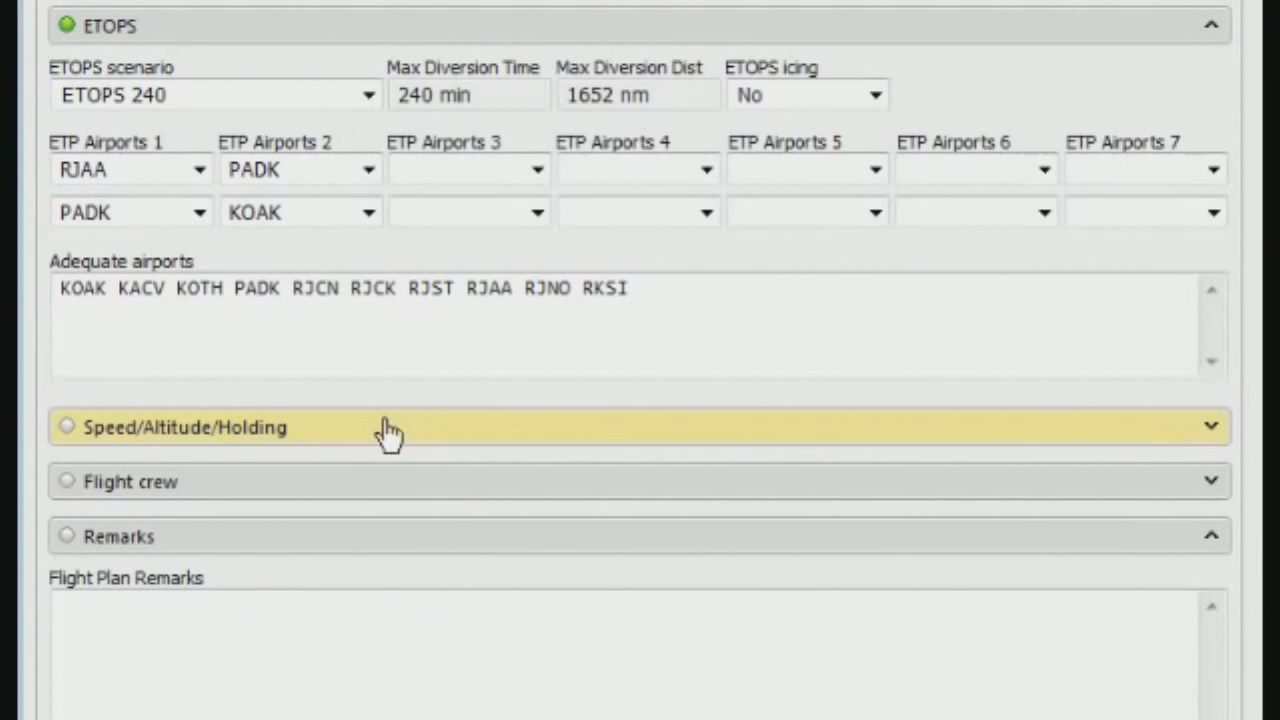 ETOPS
ETOPS scenario Max Diversion Time Max Diversion Dist ETOPS icing
ETOPS 240 240 min 1652 nm No
ETP Airports 1 ETP Airports 2 ETP Airports 3 ETP Airports 4 ETP Airports 5 ETP Airports 6 ETP Airports 7
RJAA PADK
PADK KOAK
Adequate airports
KOAK KACV KOTH PADK RJCN RJCK RJST RJAA RJNO RKSI
Speed/Altitude/Holding
Flight crew
Remarks
Flight Plan Remarks